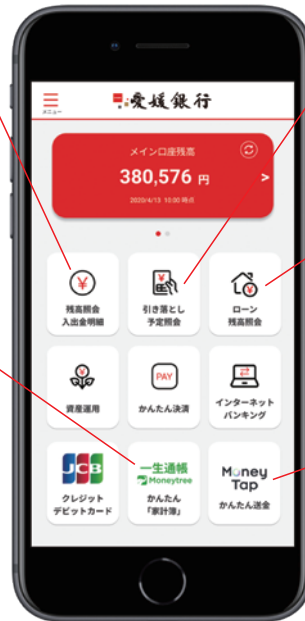 メニュー
愛媛銀行
メイン口座残高
380,576 円
2020/4/13 10:00 時点
>
¥
残高照会
入出金明細
¥
引き落とし
予定照会
¥
ローン
残高照会
¥
資産運用
PAY
かんたん決済
インターネット
バンキング
JCB
クレジット
デビットカード
一生通帳
Moneytree
かんたん
「家計簿」
Money
Tap
かんたん送金